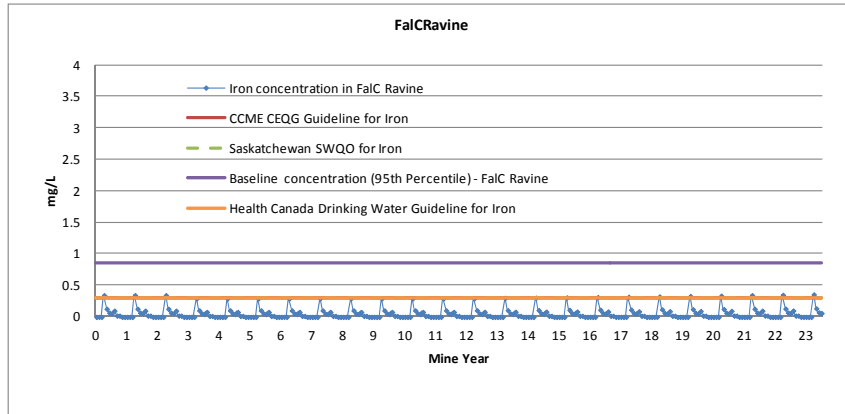 FalCRavine
4
3.5
3
2.5
2
1.5
1
0.5
0
mg/L
Iron concentration in FalC Ravine
CCME CEQG Guideline for Iron
Saskatchewan SWQO for Iron
Baseline concentration (95th Percentile) - FalC Ravine
Health Canada Drinking Water Guideline for Iron
0 1 2 3 4 5 6 7 8 9 10 11 12 13 14 15 16 17 18 19 20 21 22 23
Mine Year